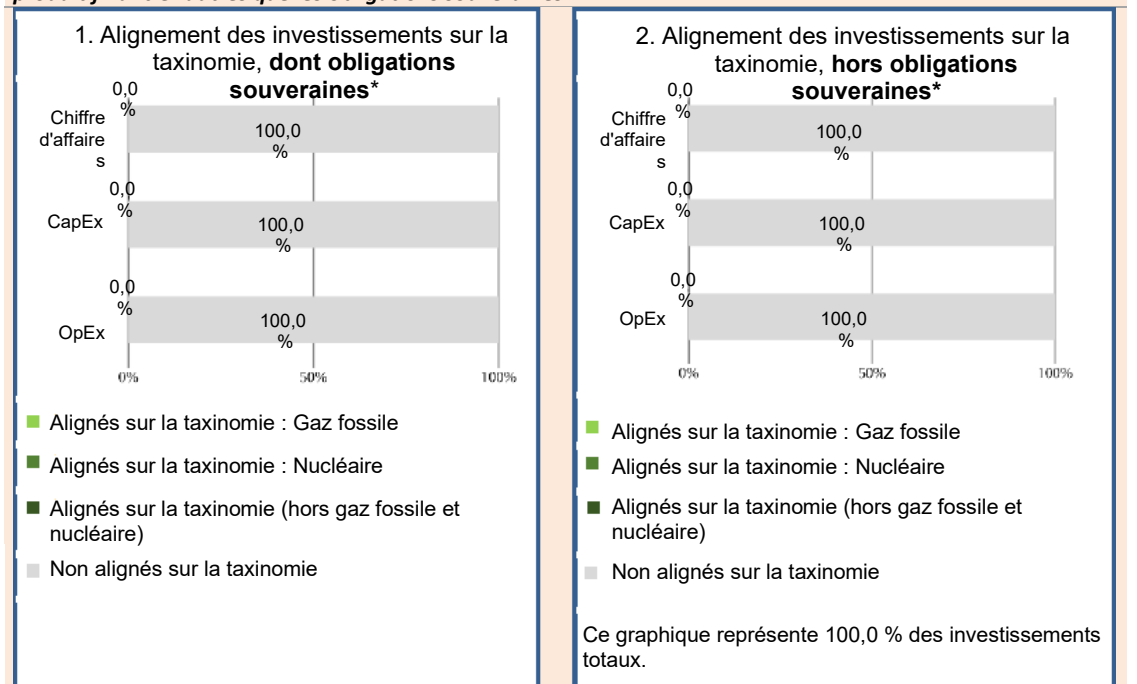 1. Alignement des investissements sur la
taxinomie, dont obligations
souveraines*
0,0
%
Chiffre
d'affaire
s
100,0
%
0,0
%
CapEx
100,0
%
0,0
%
OpEx
100,0
%
0%
50%
100%
Alignés sur la taxinomie : Gaz fossile
Alignés sur la taxinomie : Nucléaire
Alignés sur la taxinomie (hors gaz fossile et
nucléaire)
Non alignés sur la taxinomie
2. Alignement des investissements sur la
taxinomie, hors obligations
souveraines*
0,0
%
Chiffre
d'affaire
s
100,0
%
0,0
%
CapEx
100,0
%
0,0
%
OpEx
100,0
%
0%
50%
100%
Alignés sur la taxinomie : Gaz fossile
Alignés sur la taxinomie : Nucléaire
Alignés sur la taxinomie (hors gaz fossile et
nucléaire)
Non alignés sur la taxinomie
Ce graphique représente 100,0 % des investissements
totaux.